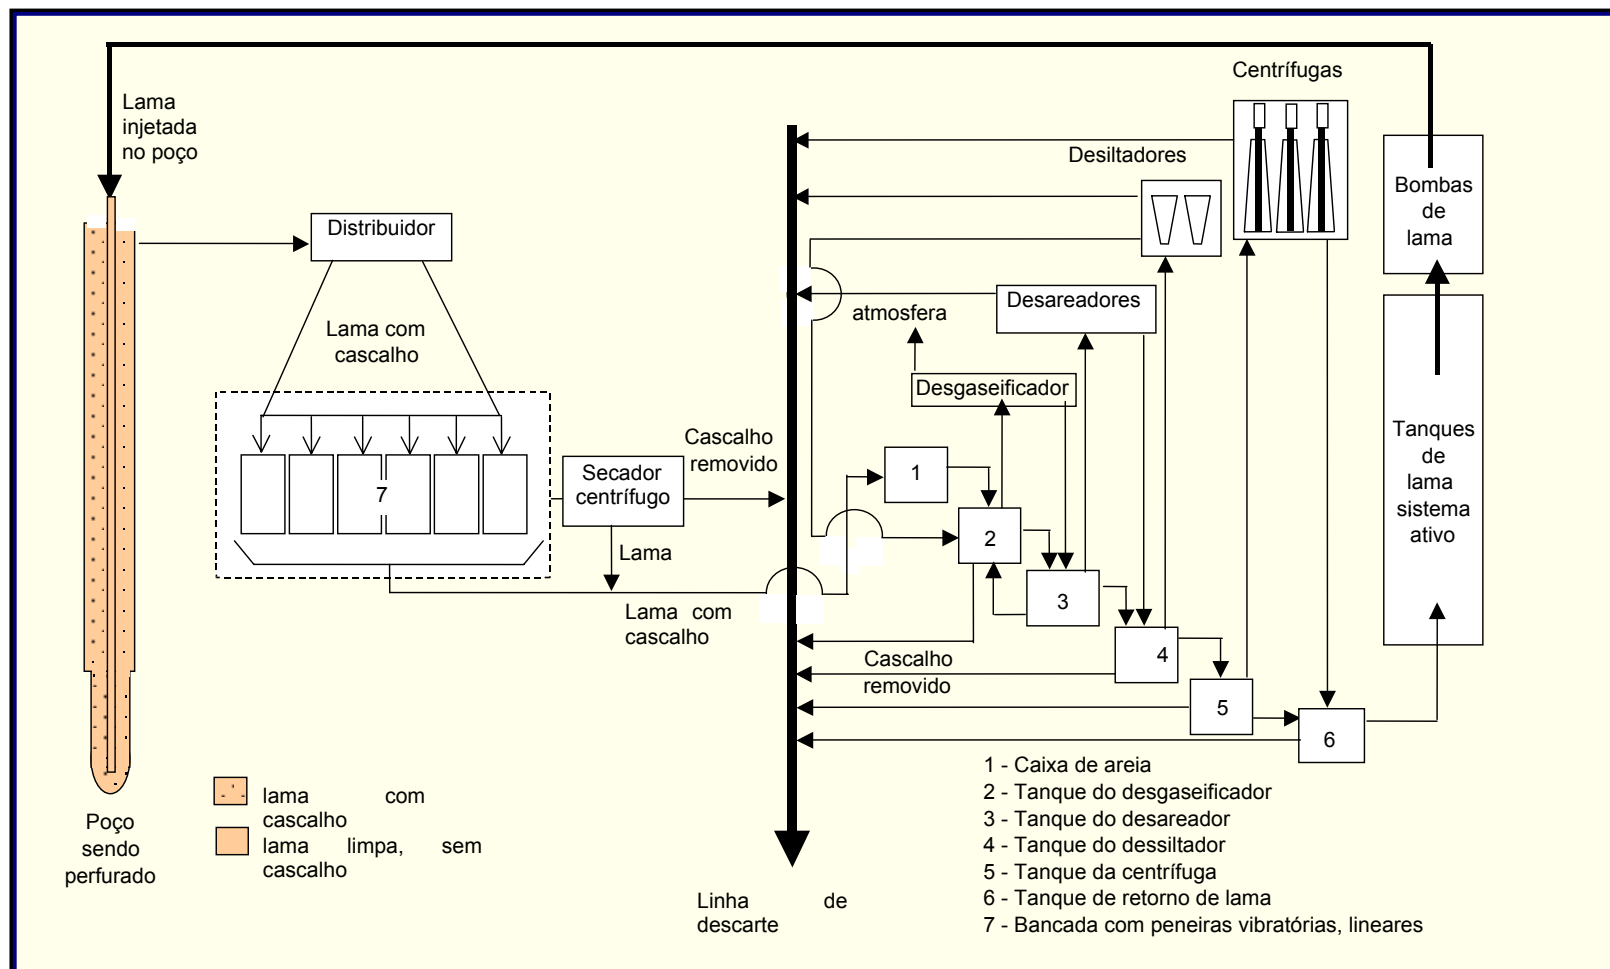 Centrífugas
Lama
injetada
no poço
Desiltadores
Bombas
de
lama
Distribuidor
Desareadores
atmosfera
Lama com
cascalho
Desgaseificador
Cascalho
removido
Tanques
de
lama
sistema
ativo
Secador
centrífugo
7
1
2
Lama
3
Lama com
cascalho
4
Cascalho
removido
5
6
1 - Caixa de areia
2 - Tanque do desgaseificador
3 - Tanque do desareador
4 - Tanque do dessiltador
5 - Tanque da centrífuga
6 - Tanque de retorno de lama
7 - Bancada com peneiras vibratórias, lineares
lama com
cascalho
lama limpa, sem
cascalho
Poço
sendo
perfurado
Linha de
descarte